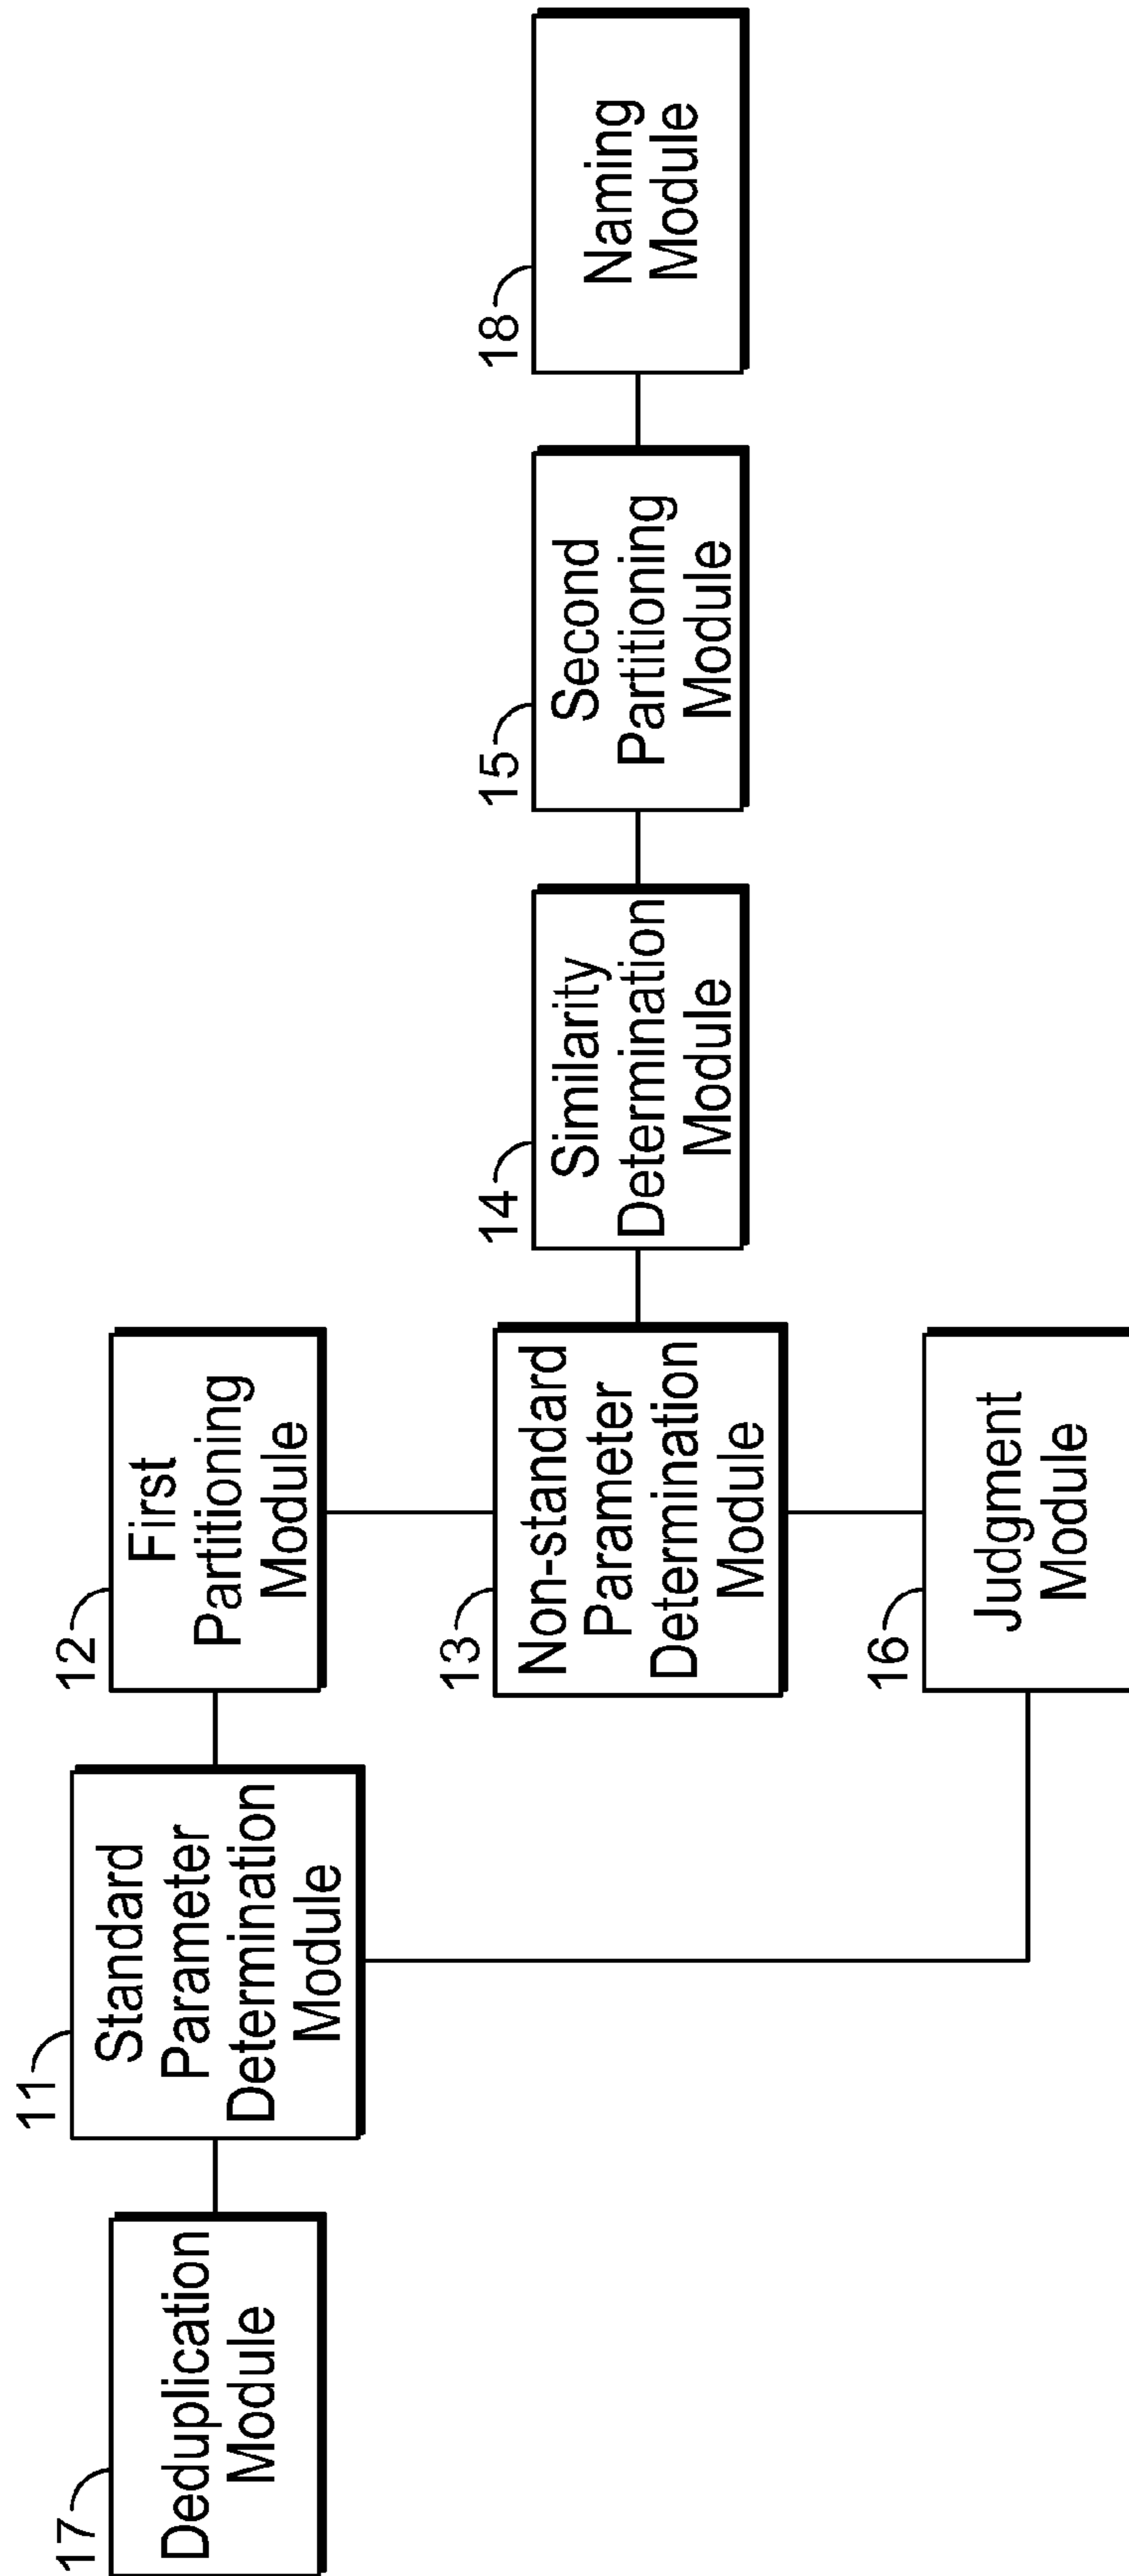 17
Deduplication
Module
11
Standard
Parameter
Determination
Module
12
First
Partitioning
Module
13
Non-standard
Parameter
Determination
Module
16
Judgment
Module
14
Similarity
Determination
Module
15
Second
Partitioning
Module
18
Naming
Module